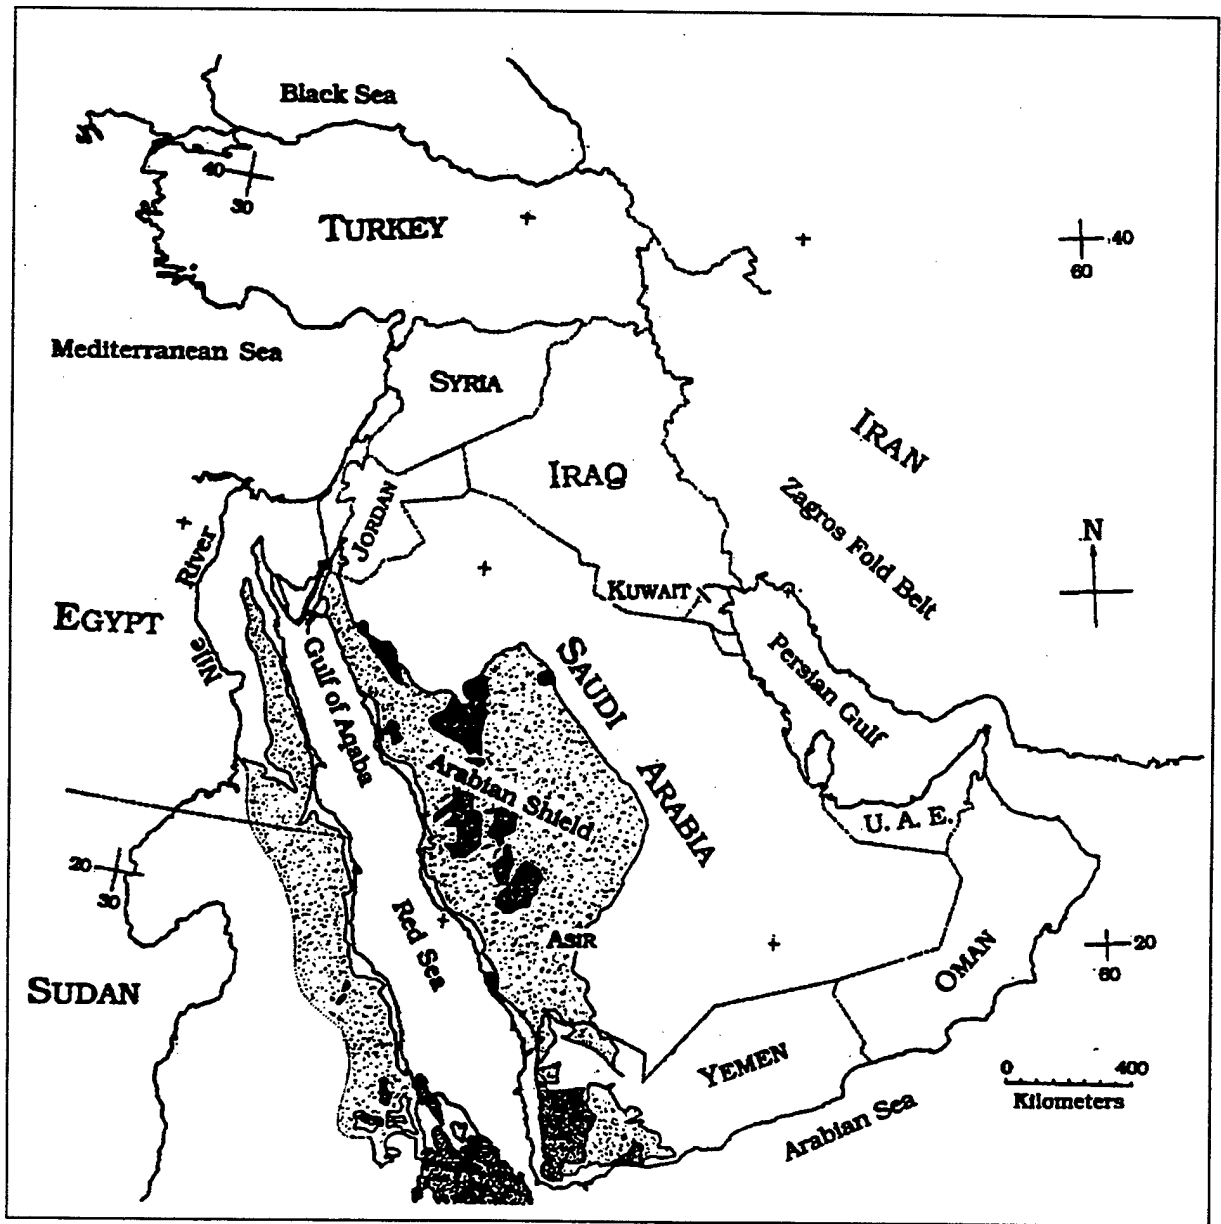 Black Sea
40
30
TURKEY
40
60
Mediterranean Sea
SYRIA
IRAN
IRAQ
JORDAN
Zagros Fold Belt
N
River
Nile
KUWAIT
EGYPT
SAUDI
ARABIA
Persian Gulf
Gulf of Aqaba
Arabian Shield
U. A. E.
20
30
Red Sea
ASIR
20
60
OMAN
SUDAN
YEMEN
0 400
Kilometers
Arabian Sea